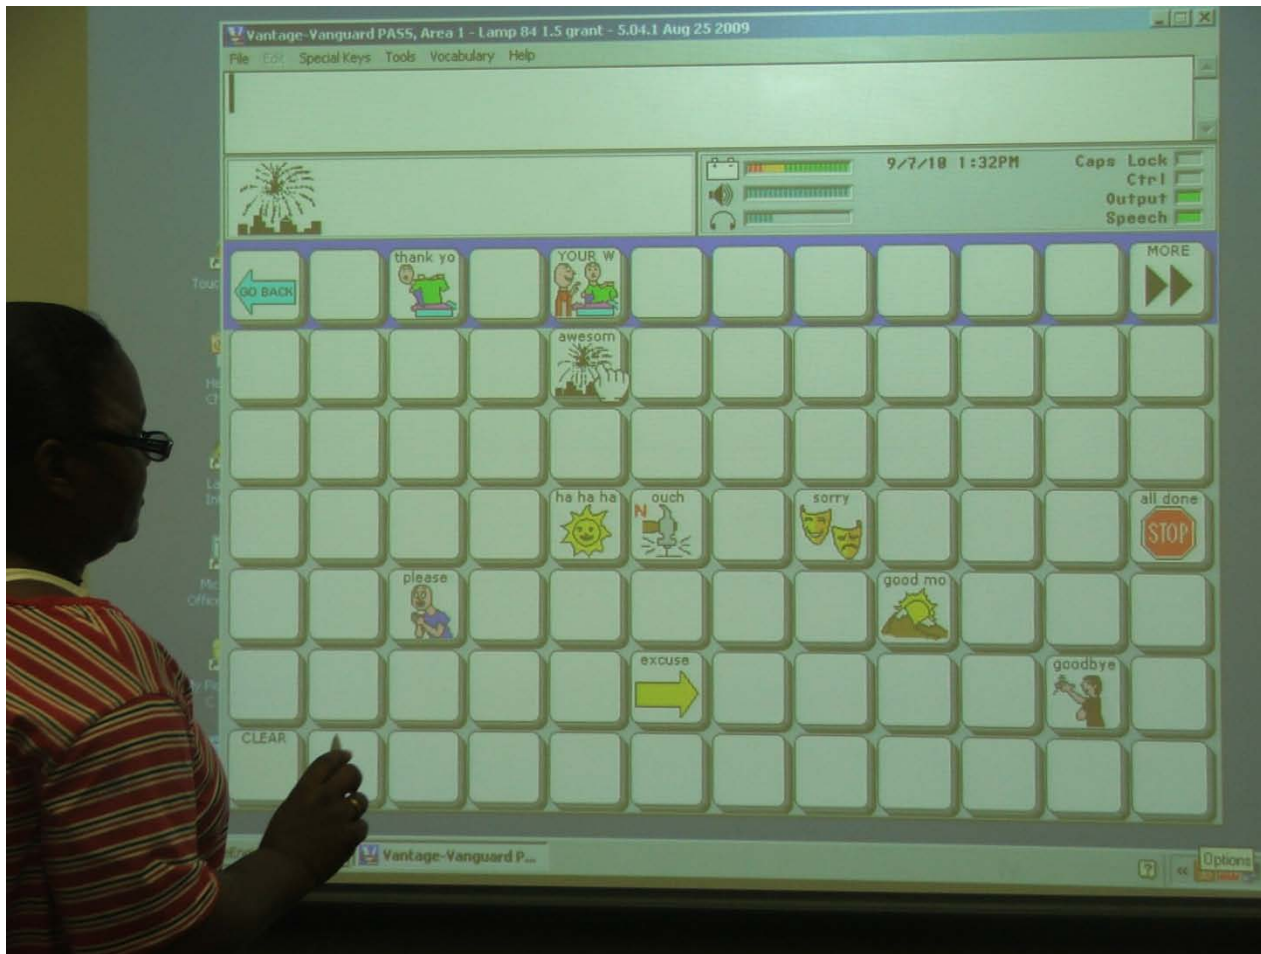 Vantage-Vanguard PASS, Area 1 - Lamp 84 1.5 grant - 5.04.1 Aug 25 2009
File Edit Special Keys Tools Vocabulary Help
9/7/10 1:32PM
Caps Lock
Ctrl
Output
Speech
GO BACK
thank yo
YOUR W
MORE
awesom
ha ha ha
ouch
N
sorry
all done
STOP
please
good mo
excuse
goodbye
CLEAR
Vantage-Vanguard P...
? «
Options